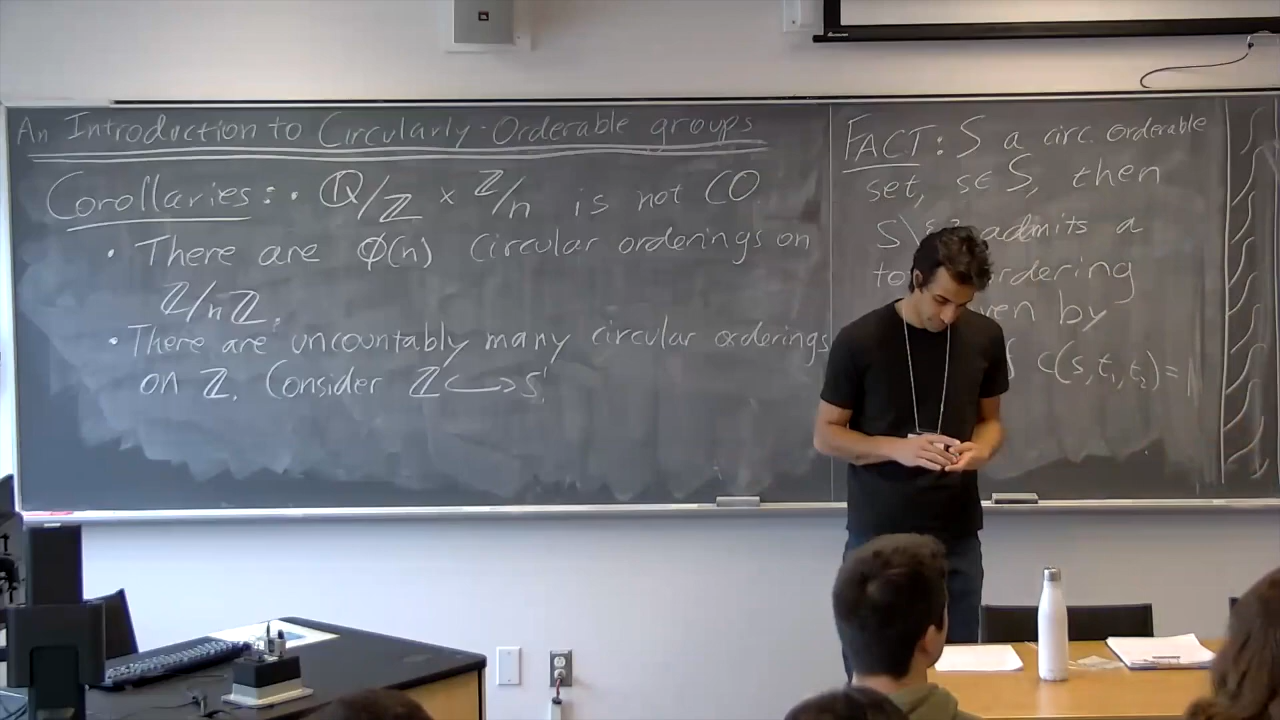 An Introduction to Circularly-Orderable groups
Corollaries: • ℚ/ℤ × ℤ/n is not CO.
• There are φ(n) circular orderings on
ℤ/nℤ.
• There are uncountably many circular orderings
on ℤ. Consider ℤ ↪ S¹.
FACT: S a circ. orderable
set, s∈S, then
S\ admits a
ordering
by
c(s,t₁,t₂)=1